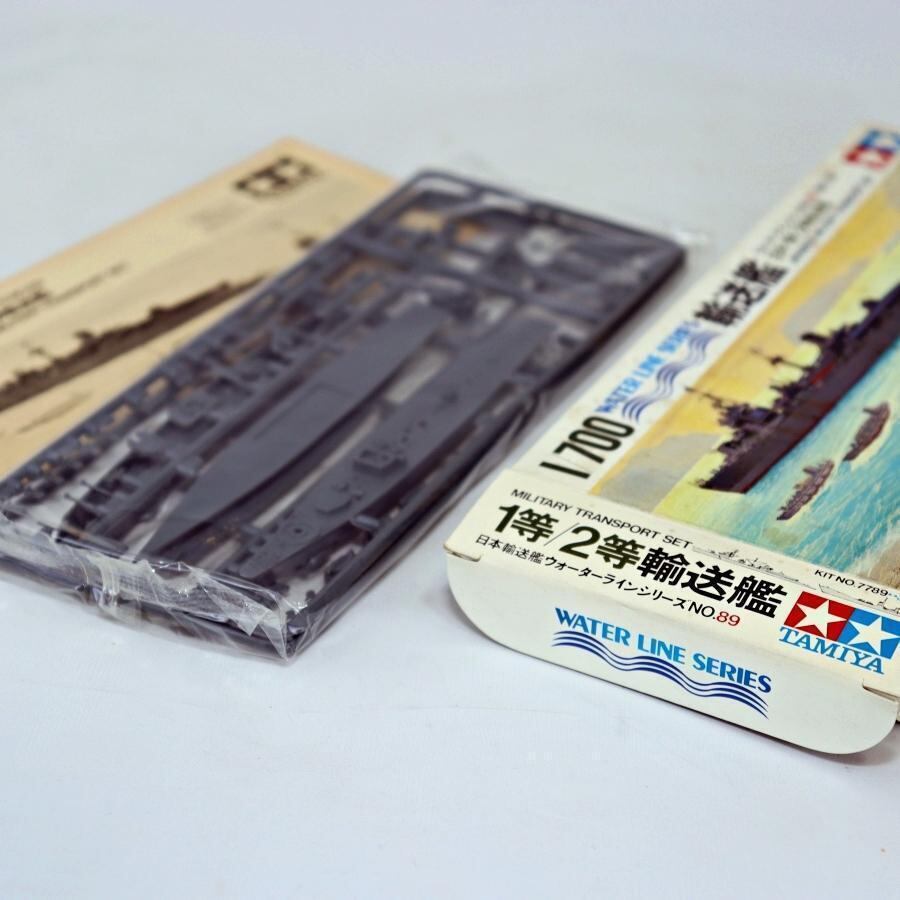 1/700
WATER LINE SERIES
輸送艦
MILITARY TRANSPORT SET
1等/2等輸送艦
日本輸送艦 ウォーターラインシリーズNO.89
KIT NO. 7789
TAMIYA
WATER LINE SERIES